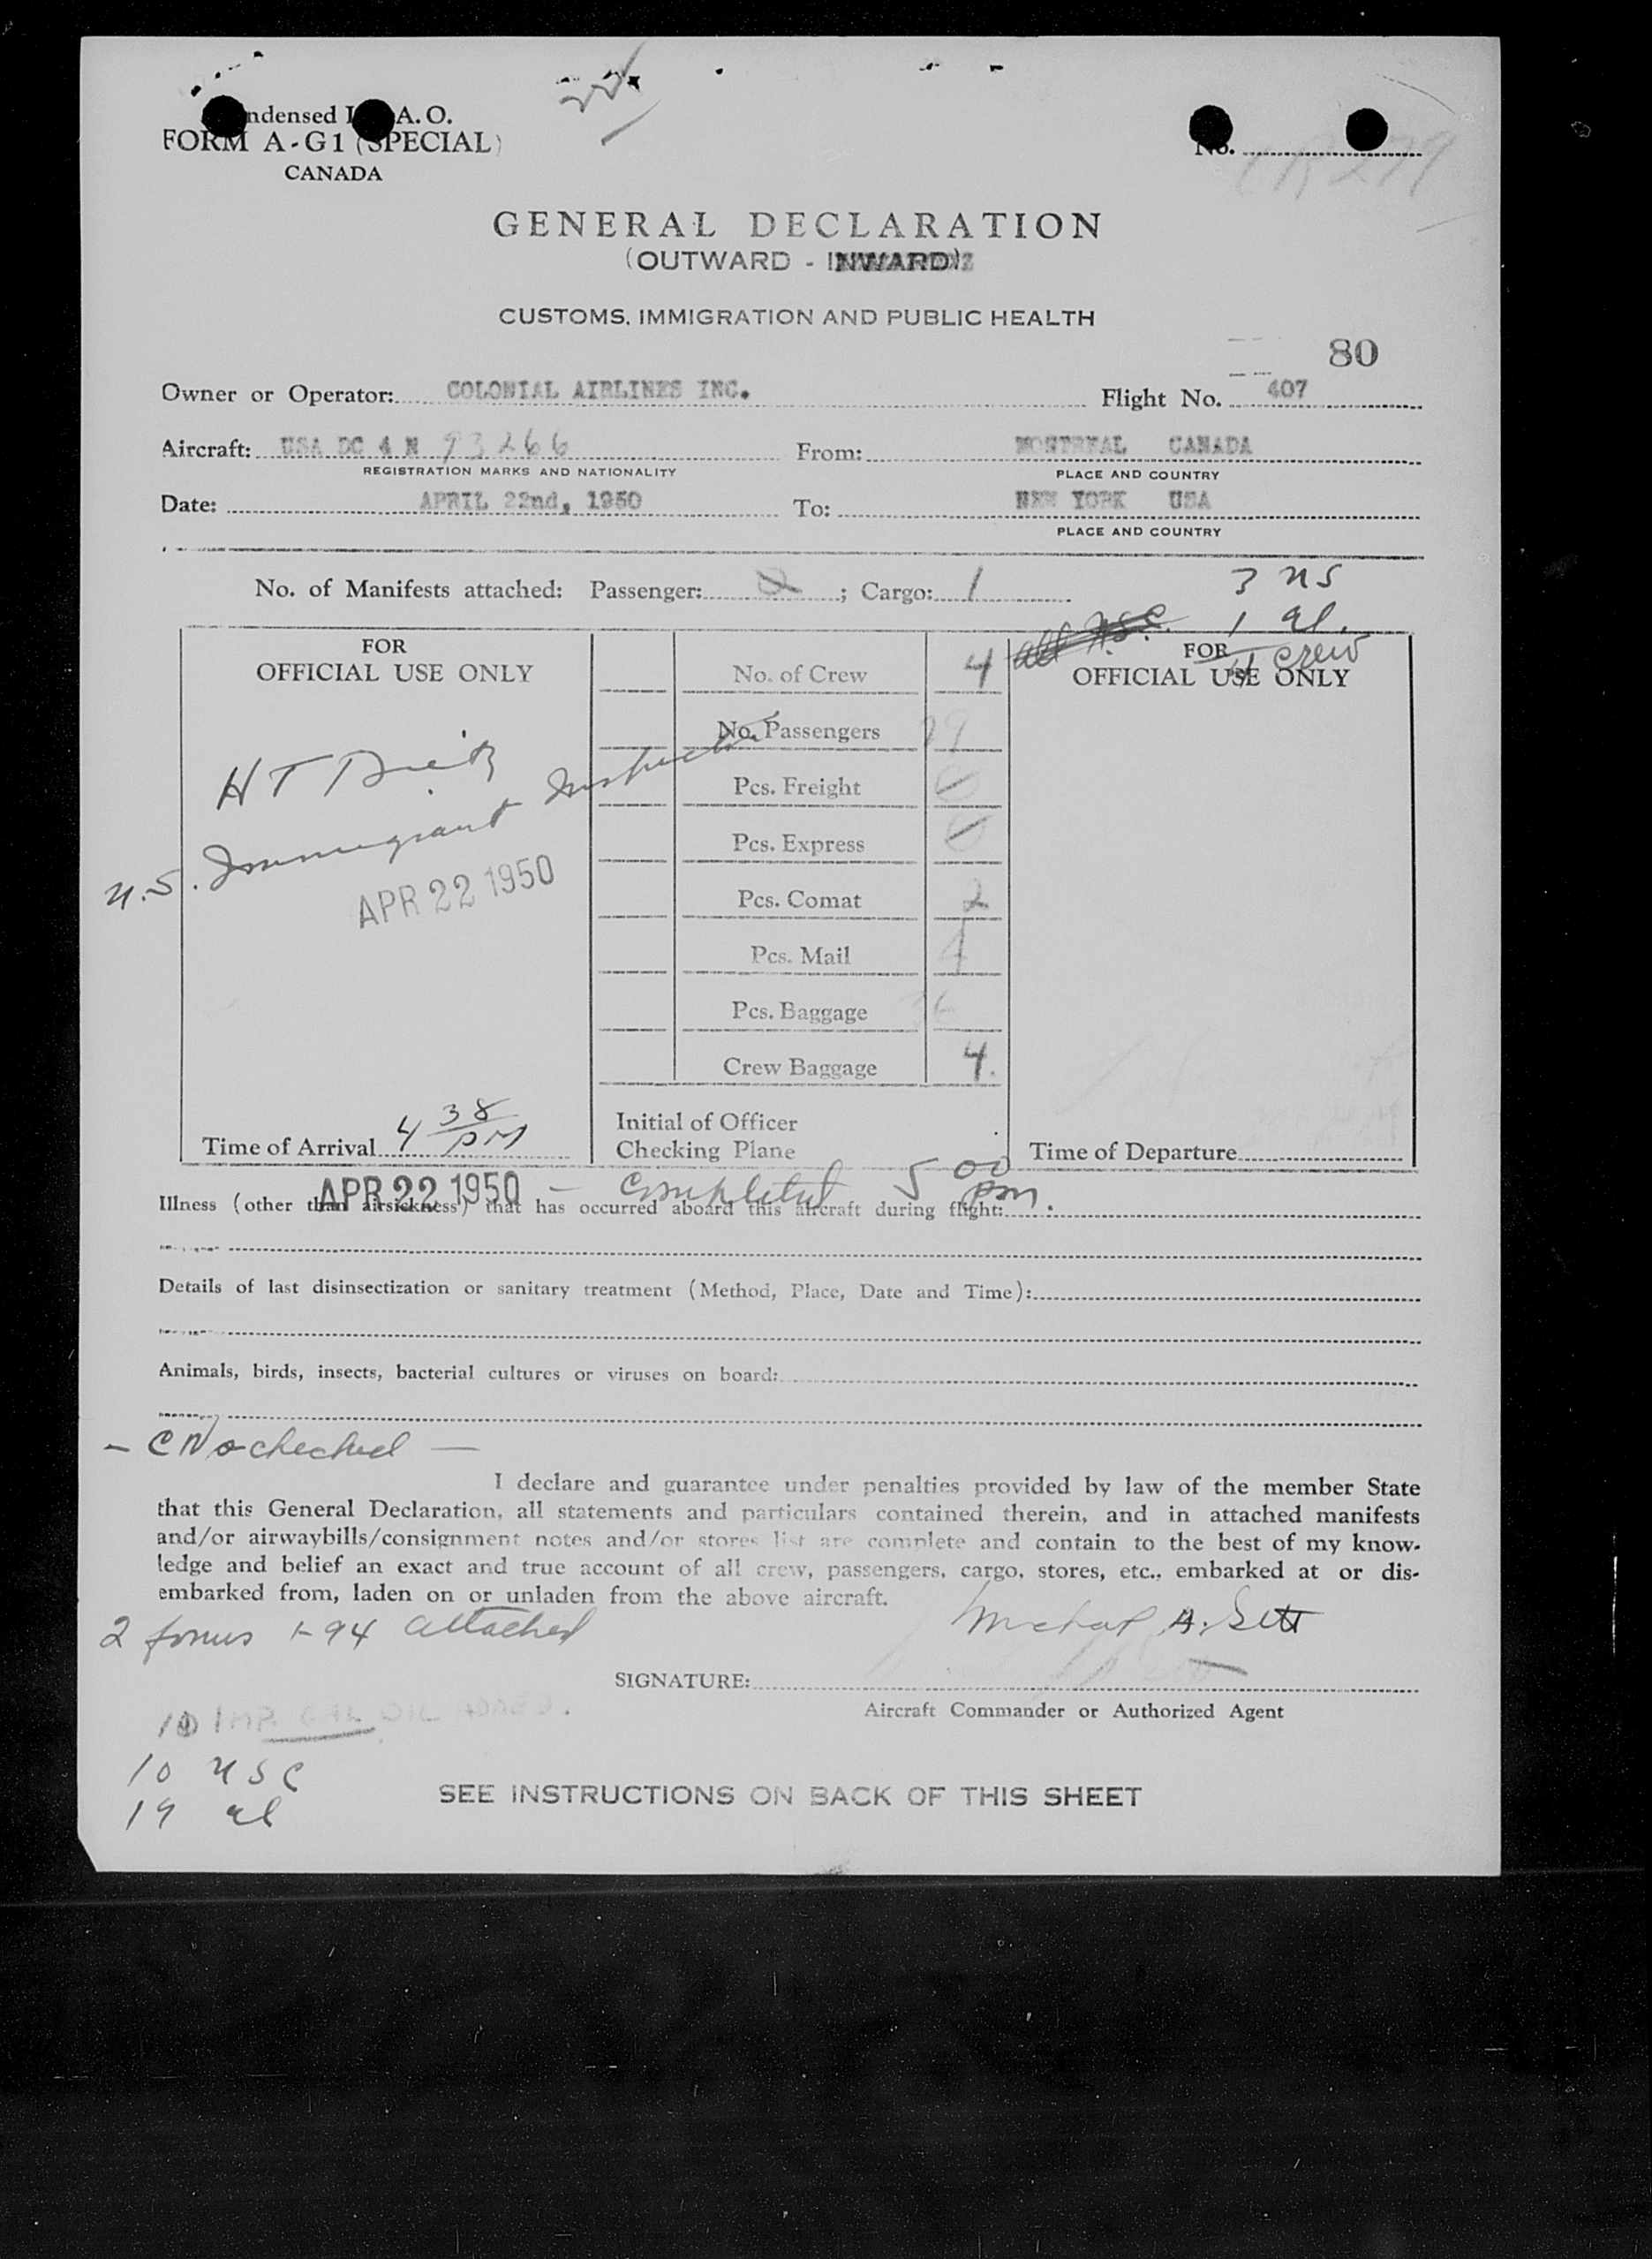 ndensed I A. O.
FORM A-G1 (SPECIAL)
CANADA
No.
GENERAL DECLARATION
(OUTWARD - INWARD)
CUSTOMS, IMMIGRATION AND PUBLIC HEALTH
80
Owner or Operator: COLONIAL AIRLINES INC. Flight No. 407
Aircraft: USA DC 4 N 93266 From: MONTREAL CANADA
REGISTRATION MARKS AND NATIONALITY PLACE AND COUNTRY
Date: APRIL 22nd, 1950 To: NEW YORK USA
PLACE AND COUNTRY
No. of Manifests attached: Passenger: ; Cargo: 1
3 US
1 al.
4 crew
FOR
OFFICIAL USE ONLY
H T
U.S. Immigrant Inspector
APR 22 1950
Time of Arrival 4 38 PM
No. of Crew 4
No. Passengers 29
Pcs. Freight
Pcs. Express
Pcs. Comat 2
Pcs. Mail
Pcs. Baggage
Crew Baggage 4.
Initial of Officer
Checking Plane
all U.S.C.
FOR
OFFICIAL USE ONLY
Time of Departure
APR 22 1950 - Completed 5 00 pm.
Illness (other than airsickness) that has occurred aboard this aircraft during flight:
Details of last disinsectization or sanitary treatment (Method, Place, Date and Time):
Animals, birds, insects, bacterial cultures or viruses on board:
checked -
I declare and guarantee under penalties provided by law of the member State
that this General Declaration, all statements and particulars contained therein, and in attached manifests
and/or airwaybills/consignment notes and/or stores list are complete and contain to the best of my know-
ledge and belief an exact and true account of all crew, passengers, cargo, stores, etc., embarked at or dis-
embarked from, laden on or unladen from the above aircraft.
2 forms I-94 attached
SIGNATURE:
Aircraft Commander or Authorized Agent
10 IMP. GAL OIL ADDED.
10 USC
19 al
SEE INSTRUCTIONS ON BACK OF THIS SHEET